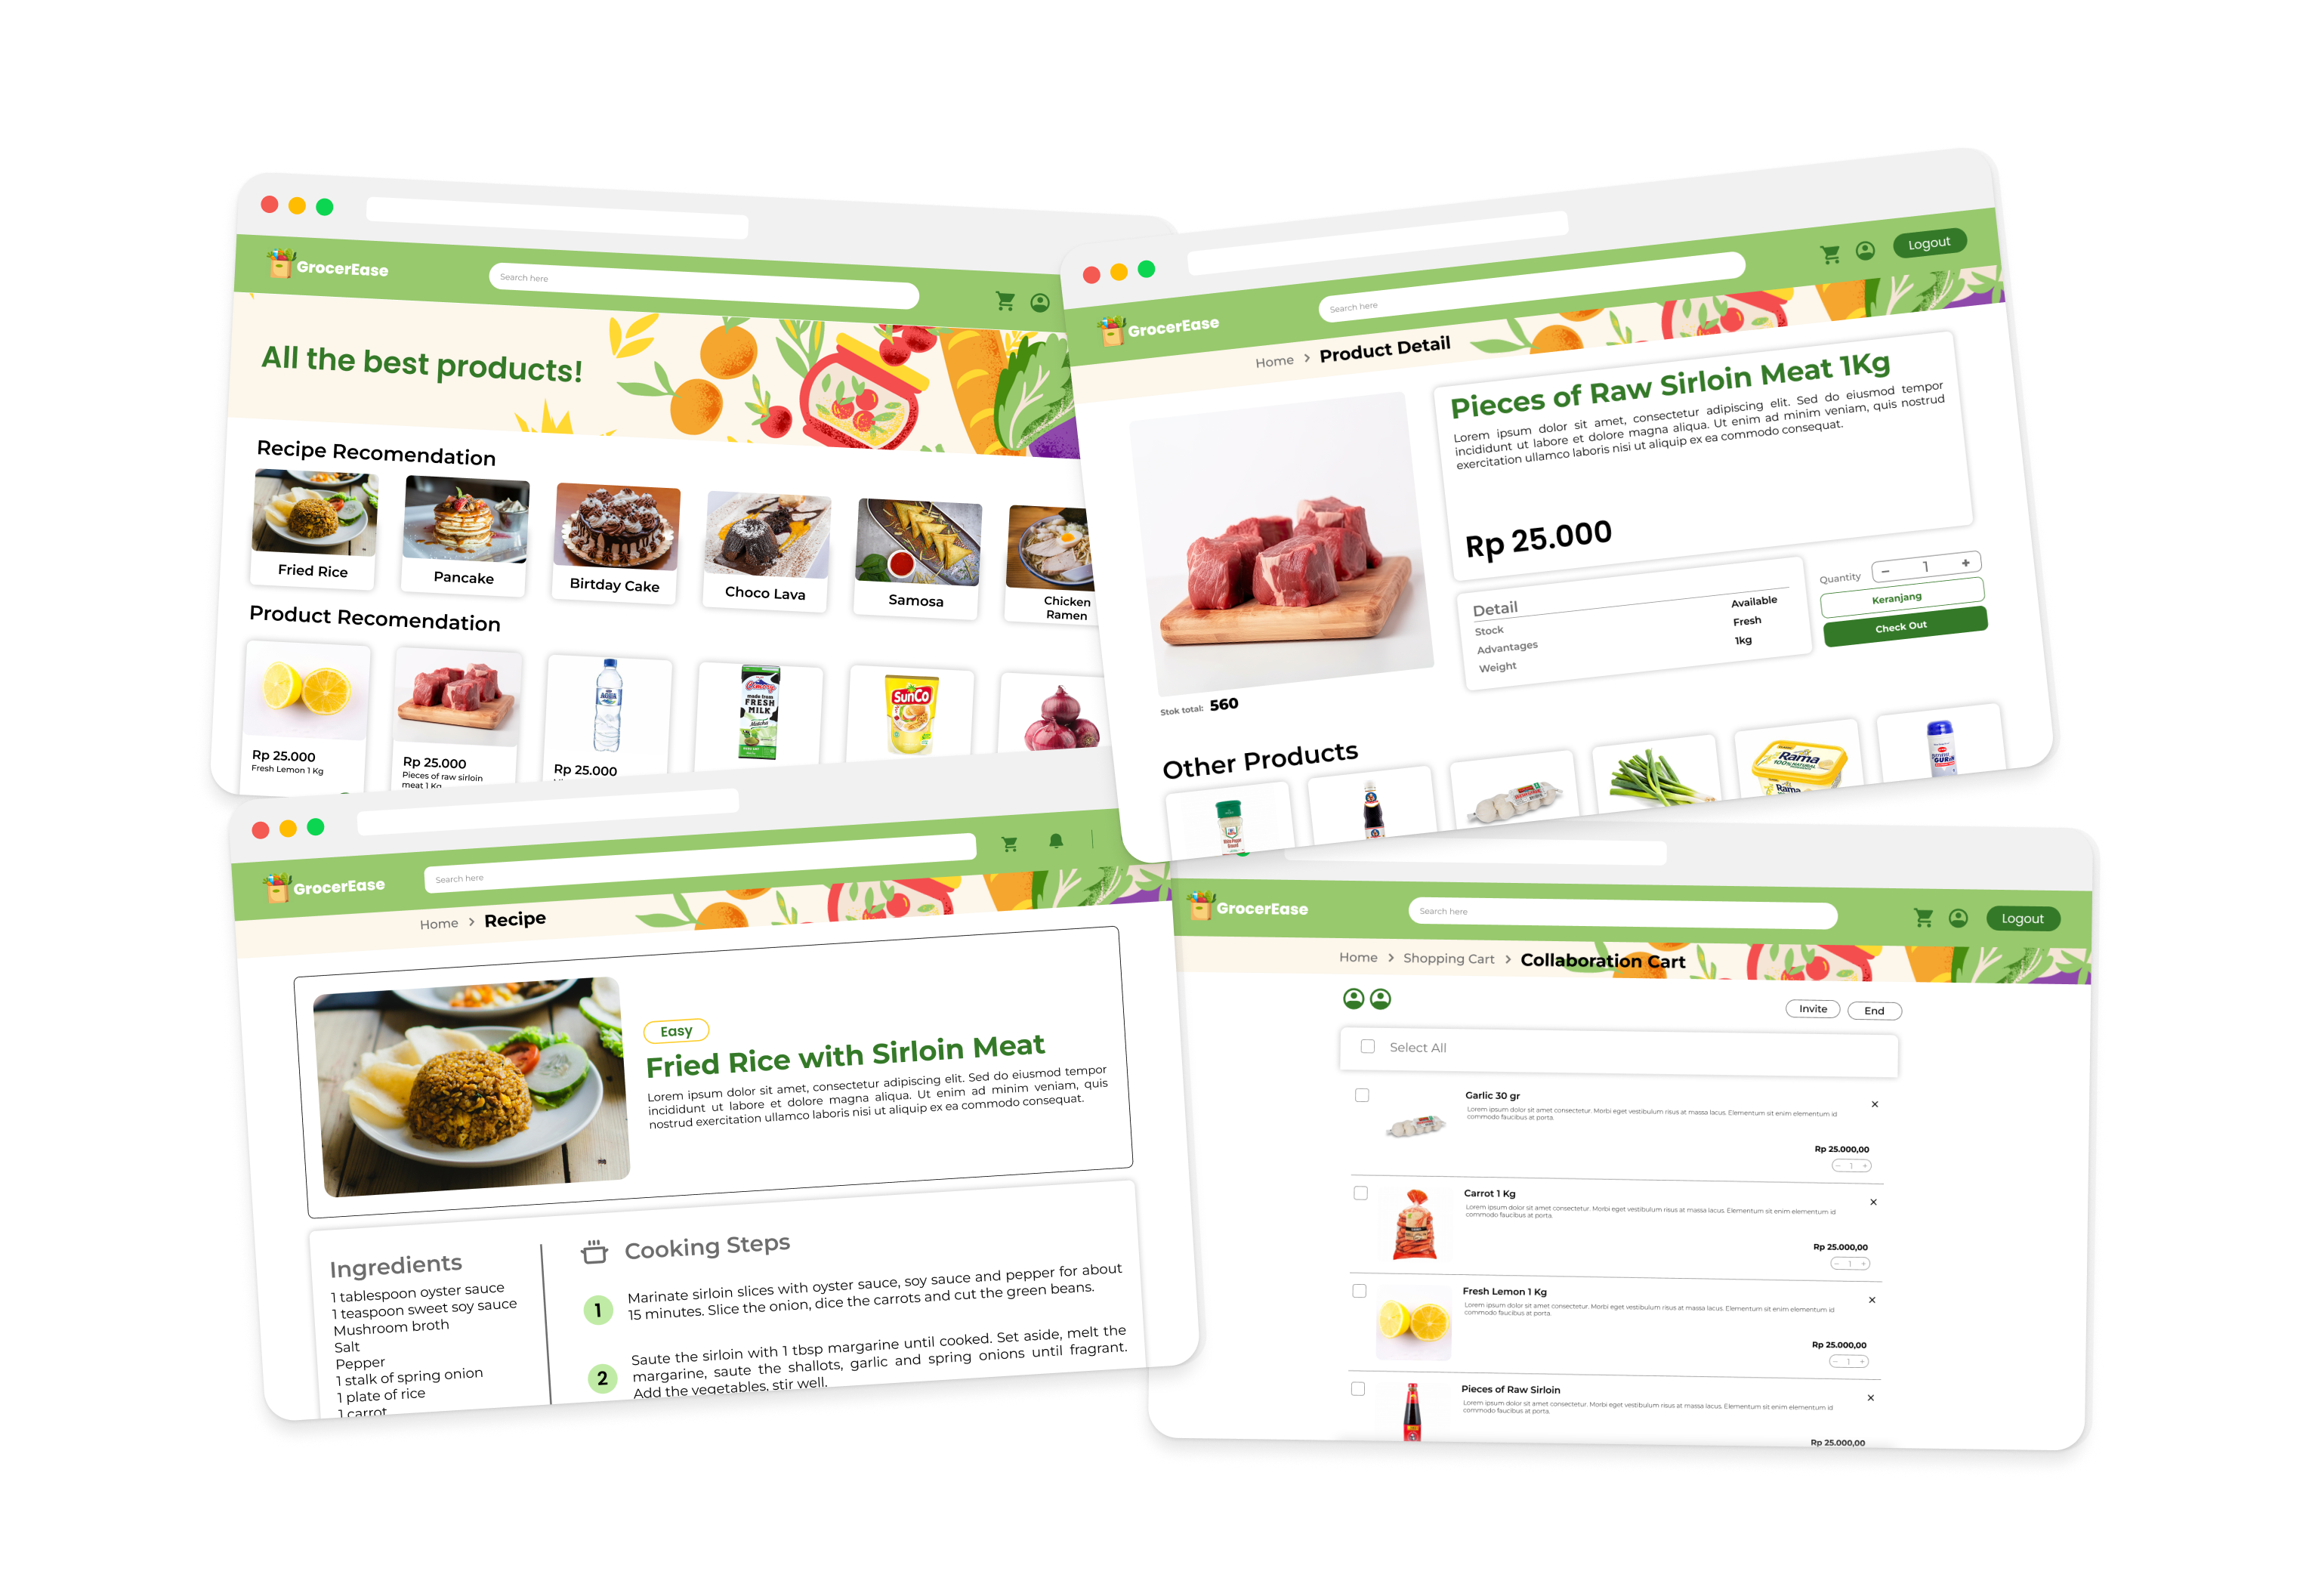 GrocerEase
Search here
All the best products!
Recipe Recomendation
Fried Rice
Pancake
Birtday Cake
Choco Lava
Samosa
Chicken
Ramen
Product Recomendation
Rp 25.000
Fresh Lemon 1 Kg
Rp 25.000
Pieces of raw sirloin
meat 1 Kg
Rp 25.000
AQUA
made from
FRESH
MILK
Matcha
SunCo
GrocerEase
Search here
Logout
Home > Product Detail
Pieces of Raw Sirloin Meat 1Kg
Lorem ipsum dolor sit amet, consectetur adipiscing elit. Sed do eiusmod tempor
incididunt ut labore et dolore magna aliqua. Ut enim ad minim veniam, quis nostrud
exercitation ullamco laboris nisi ut aliquip ex ea commodo consequat.
Rp 25.000
Detail
Stock
Available
Advantages
Fresh
Weight
1kg
Quantity
− 1 +
Keranjang
Check Out
Stok total: 560
Other Products
Rama
100% NATURAL
Rama
GrocerEase
Search here
Home > Recipe
Easy
Fried Rice with Sirloin Meat
Lorem ipsum dolor sit amet, consectetur adipiscing elit. Sed do eiusmod tempor
incididunt ut labore et dolore magna aliqua. Ut enim ad minim veniam, quis
nostrud exercitation ullamco laboris nisi ut aliquip ex ea commodo consequat.
Ingredients
1 tablespoon oyster sauce
1 teaspoon sweet soy sauce
Mushroom broth
Salt
Pepper
1 stalk of spring onion
1 plate of rice
1 carrot
Cooking Steps
1
Marinate sirloin slices with oyster sauce, soy sauce and pepper for about
15 minutes. Slice the onion, dice the carrots and cut the green beans.
2
Saute the sirloin with 1 tbsp margarine until cooked. Set aside, melt the
margarine, saute the shallots, garlic and spring onions until fragrant.
Add the vegetables, stir well.
GrocerEase
Search here
Logout
Home > Shopping Cart > Collaboration Cart
Invite
End
Select All
Garlic 30 gr
×
Lorem ipsum dolor sit amet consectetur. Morbi eget vestibulum risus at massa lacus. Elementum sit enim elementum id
commodo faucibus at porta.
Rp 25.000,00
− 1 +
Carrot 1 Kg
×
Lorem ipsum dolor sit amet consectetur. Morbi eget vestibulum risus at massa lacus. Elementum sit enim elementum id
commodo faucibus at porta.
Rp 25.000,00
− 1 +
Fresh Lemon 1 Kg
×
Lorem ipsum dolor sit amet consectetur. Morbi eget vestibulum risus at massa lacus. Elementum sit enim elementum id
commodo faucibus at porta.
Rp 25.000,00
− 1 +
Pieces of Raw Sirloin
×
Lorem ipsum dolor sit amet consectetur. Morbi eget vestibulum risus at massa lacus. Elementum sit enim elementum id
commodo faucibus at porta.
Rp 25.000,00